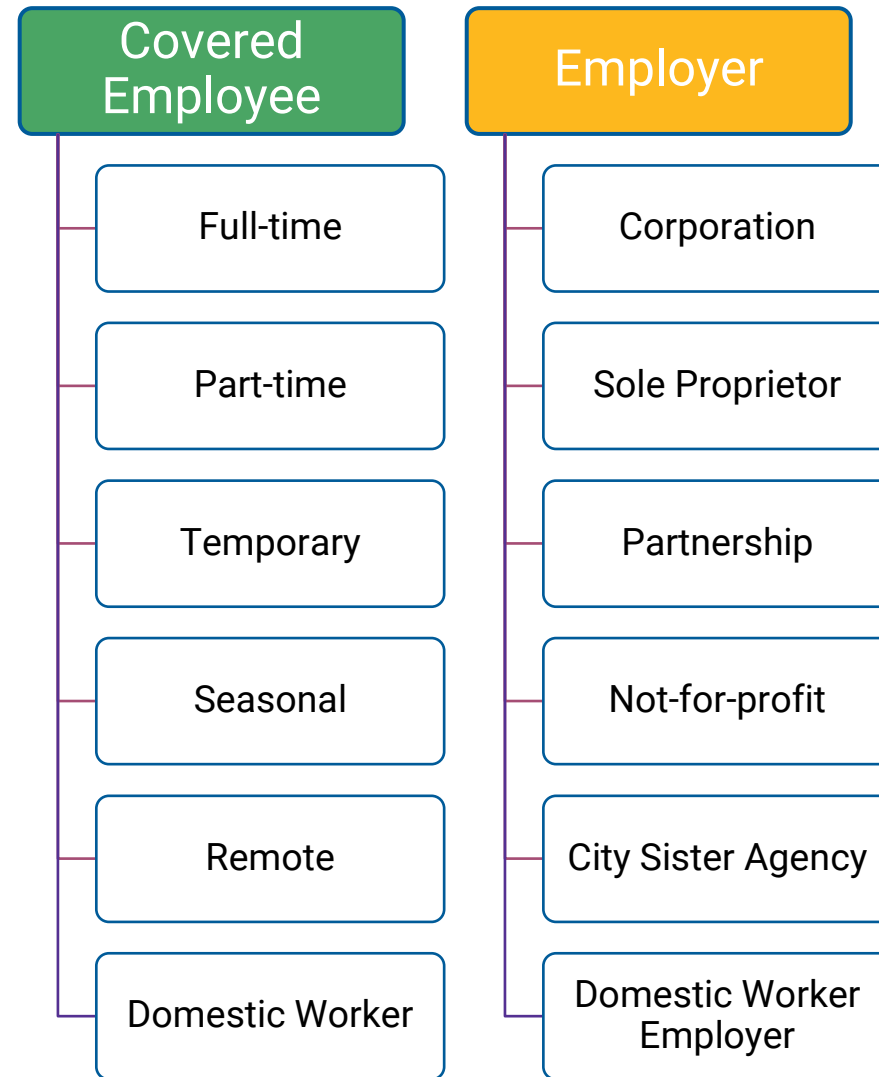 Covered
Employee
Full-time
Part-time
Temporary
Seasonal
Remote
Domestic Worker
Employer
Corporation
Sole Proprietor
Partnership
Not-for-profit
City Sister Agency
Domestic Worker
Employer